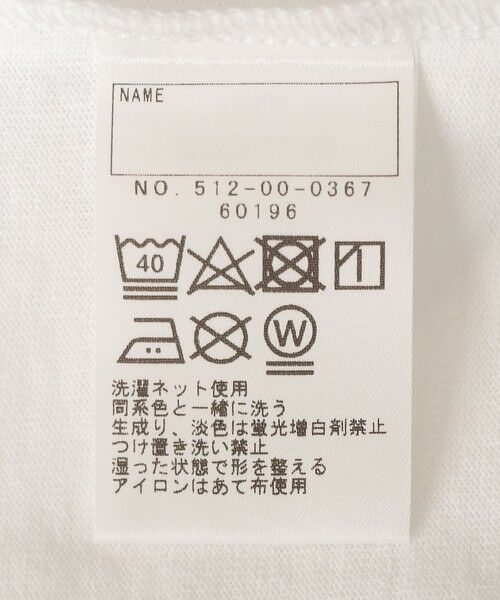 NAME
NO. 512-00-0367
60196
40
W
洗濯ネット使用
同系色と一緒に洗う
生成り、淡色は蛍光増白剤禁止
つけ置き洗い禁止
湿った状態で形を整える
アイロンはあて布使用